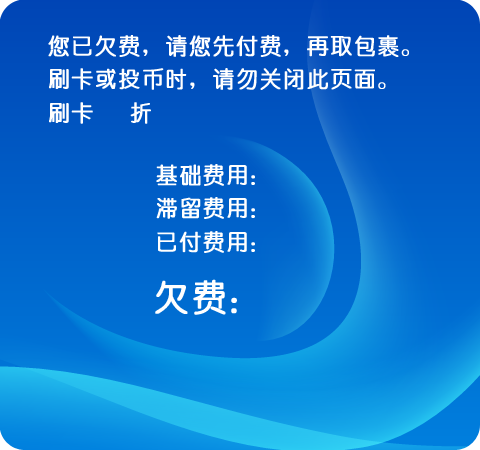 您已欠费，请您先付费，再取包裹。
刷卡或投币时，请勿关闭此页面。
刷卡 折
基础费用:
滞留费用:
已付费用:
欠费: